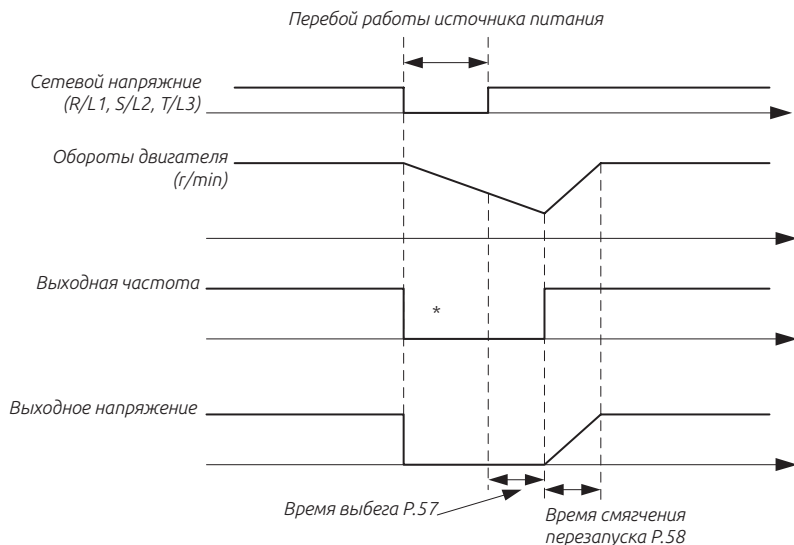 Перебой работы источника питания
Сетевой напряжние
(R/L1, S/L2, T/L3)
Обороты двигателя
(r/min)
Выходная частота
*
Выходное напряжение
Время выбега P.57
Время смягчения
перезапуска P.58